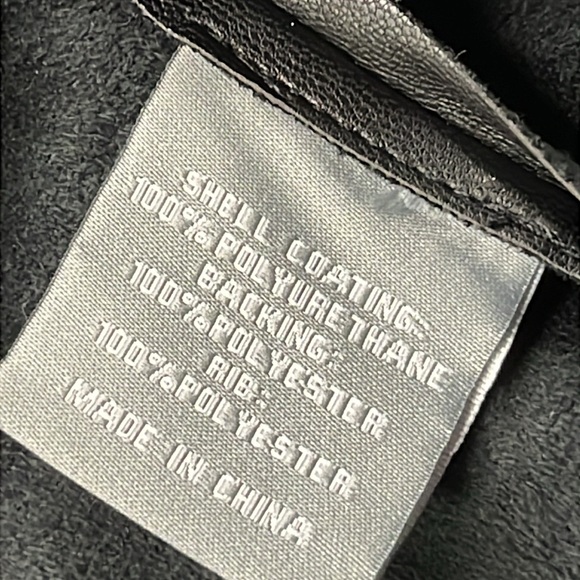 SHELL COATING:
100%POLYURETHANE
BACKING:
100%POLYESTER
RIB:
100%POLYESTER
MADE IN CHINA